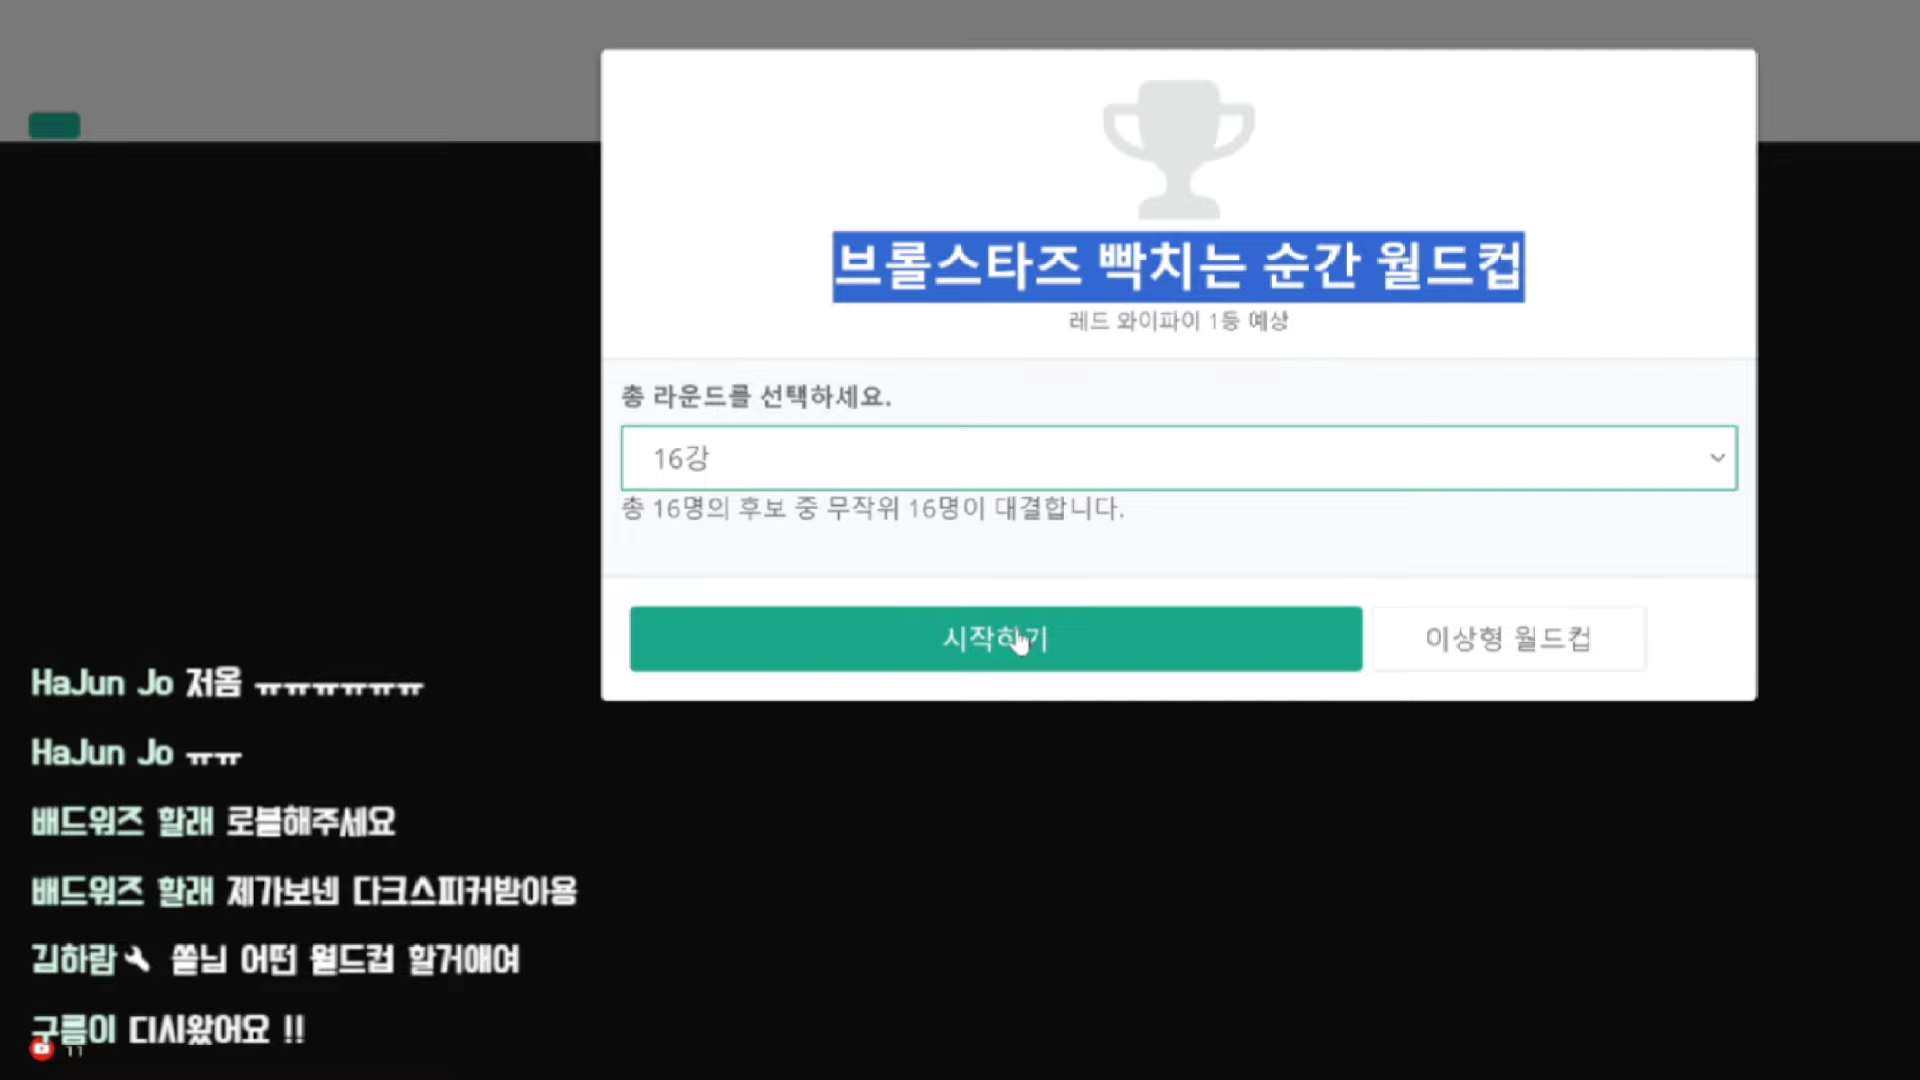 브롤스타즈 빡치는 순간 월드컵
레드 와이파이 1등 예상
총 라운드를 선택하세요.
16강
총 16명의 후보 중 무작위 16명이 대결합니다.
시작하기
이상형 월드컵
HaJun Jo 저옴 ㅠㅠㅠㅠㅠㅠ
HaJun Jo ㅠㅠ
배드워즈 할래 로블해주세요
배드워즈 할래 제가보넨 다크스피커받아용
김하람 쏠님 어떤 월드컵 할거애여
구름이 디시왔어요 !!